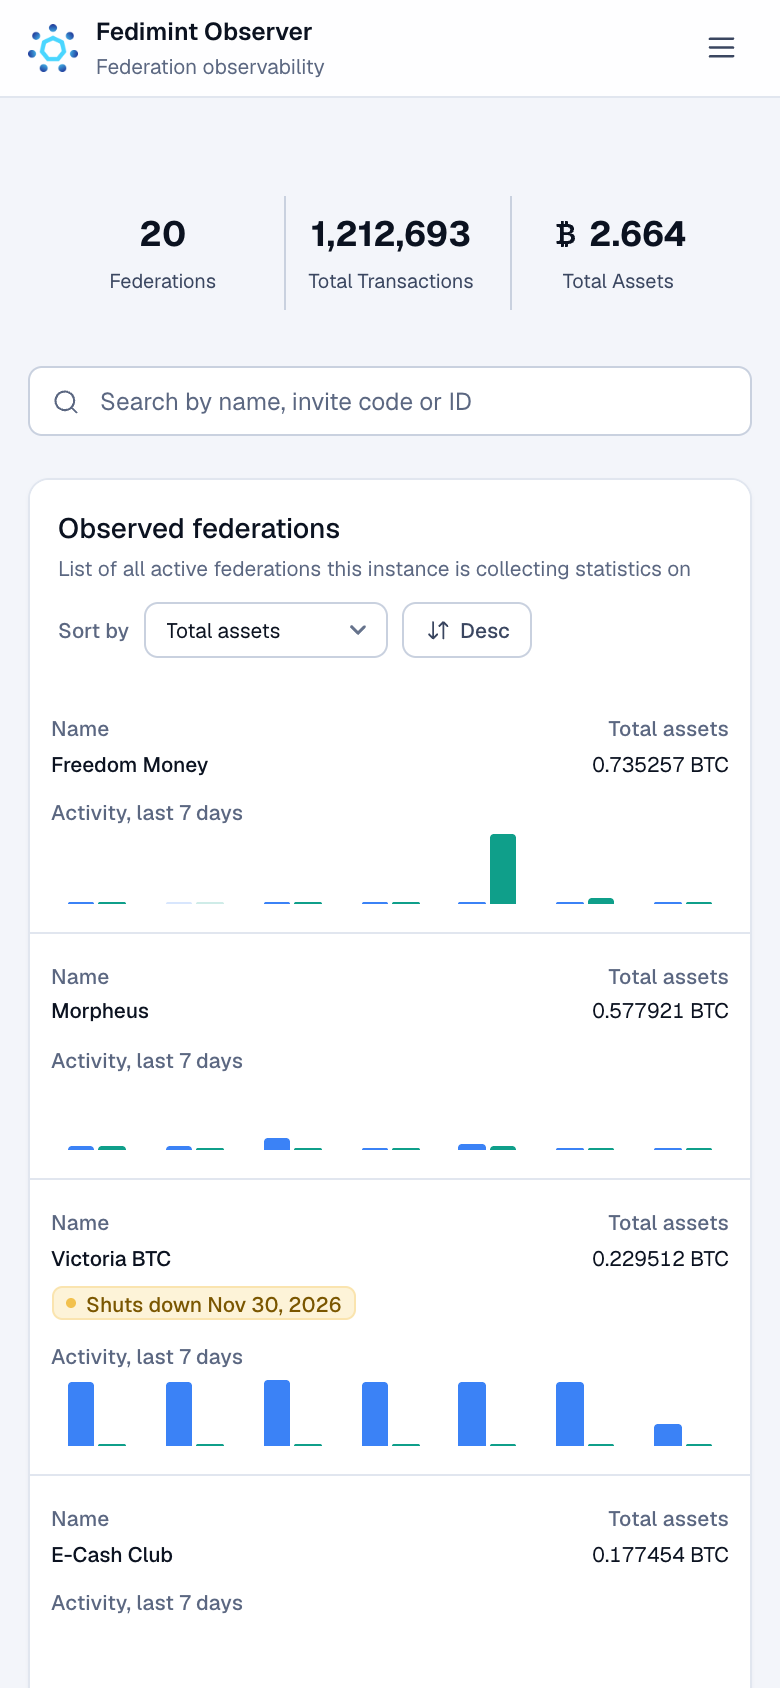 Fedimint Observer
Federation observability
20
Federations
1,212,693
Total Transactions
₿ 2.664
Total Assets
Search by name, invite code or ID
Observed federations
List of all active federations this instance is collecting statistics on
Sort by Total assets Desc
Name Total assets
Freedom Money 0.735257 BTC
Activity, last 7 days
Name Total assets
Morpheus 0.577921 BTC
Activity, last 7 days
Name Total assets
Victoria BTC 0.229512 BTC
Shuts down Nov 30, 2026
Activity, last 7 days
Name Total assets
E-Cash Club 0.177454 BTC
Activity, last 7 days